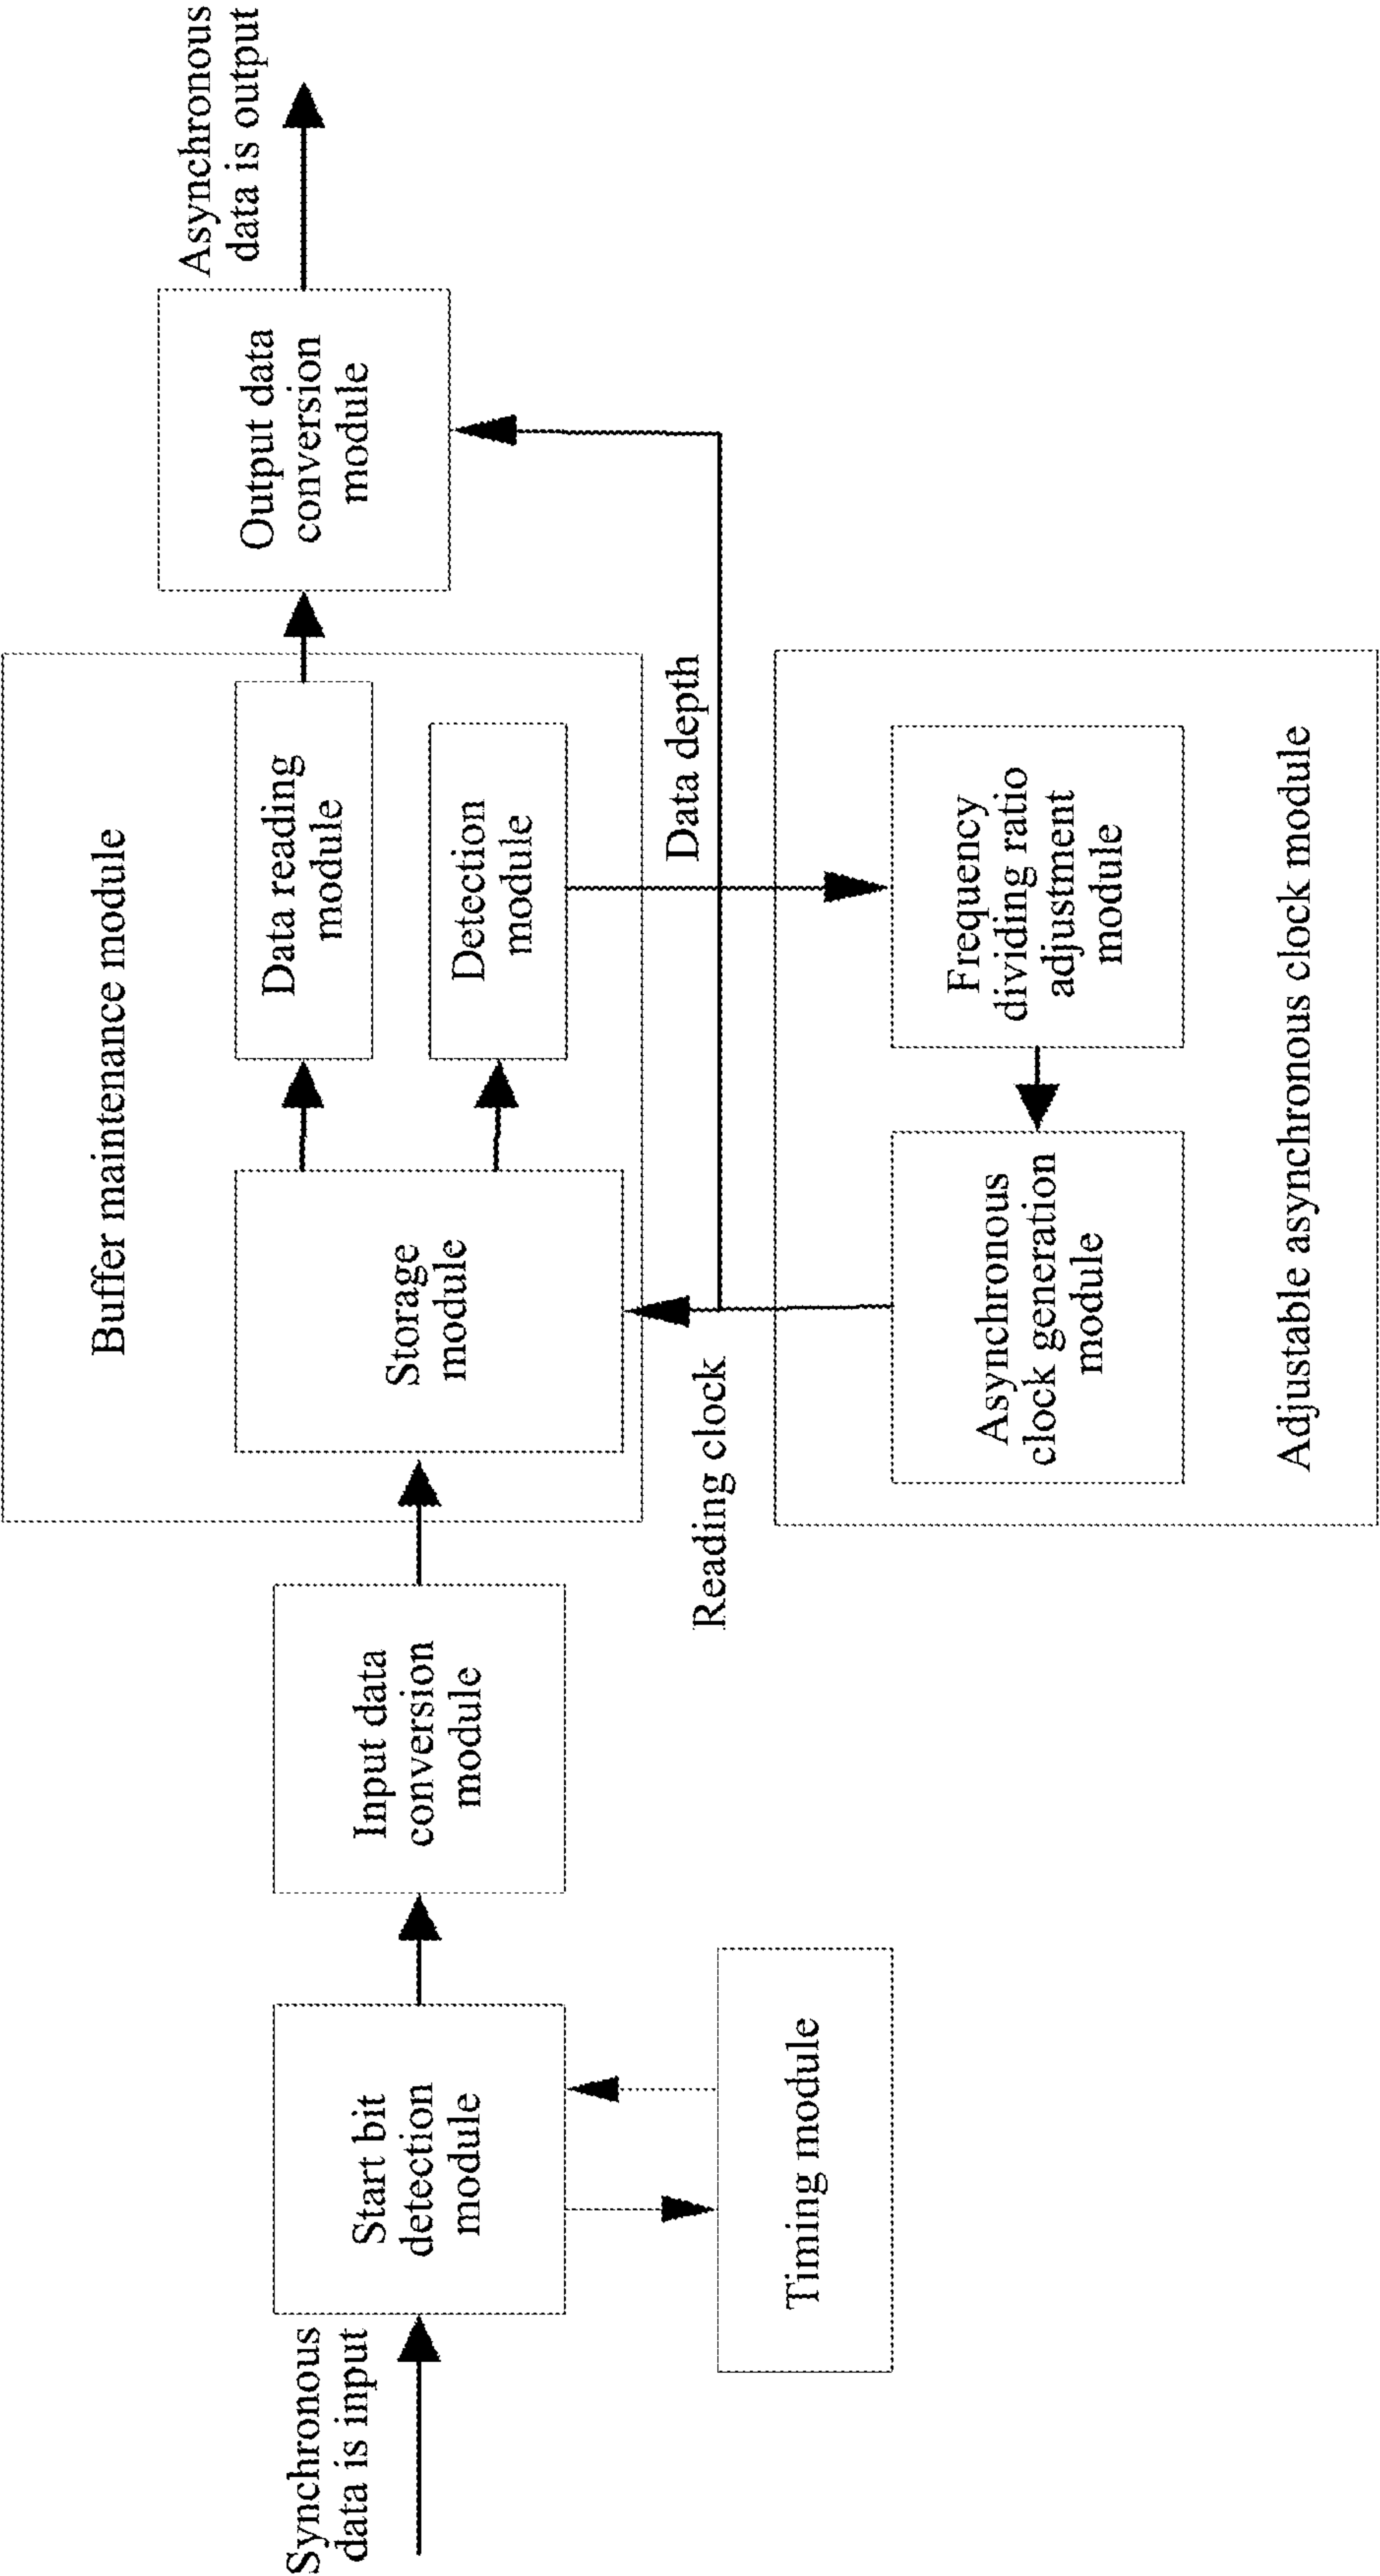 Synchronous
data is input
Start bit
detection
module
Timing module
Input data
conversion
module
Buffer maintenance module
Storage
module
Data reading
module
Detection
module
Output data
conversion
module
Asynchronous
data is output
Reading clock
Data depth
Asynchronous
clock generation
module
Frequency
dividing ratio
adjustment
module
Adjustable asynchronous clock module